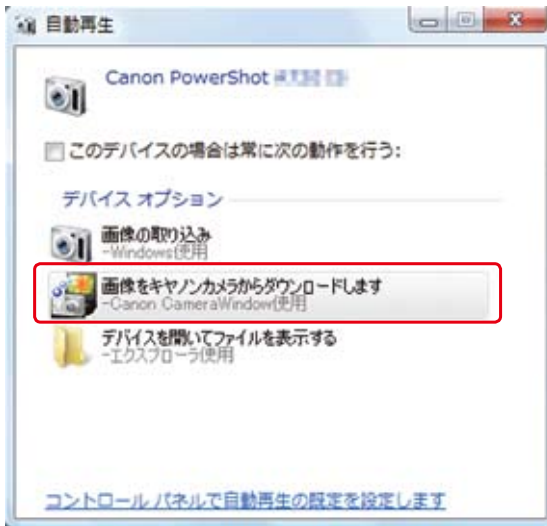 自動再生
Canon PowerShot
このデバイスの場合は常に次の動作を行う:
デバイス オプション
画像の取り込み
-Windows使用
画像をキヤノンカメラからダウンロードします
-Canon CameraWindow使用
デバイスを開いてファイルを表示する
-エクスプローラ使用
コントロール パネルで自動再生の既定を設定します